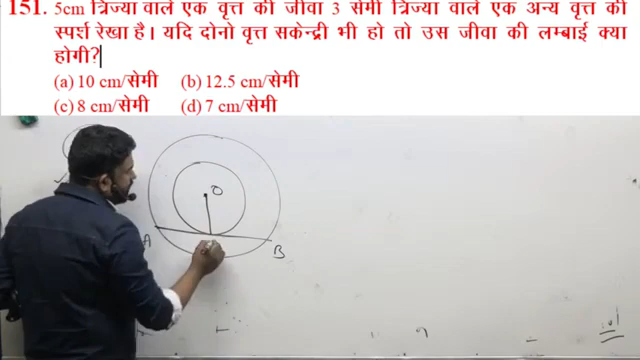 151. 5cm त्रिज्या वाले एक वृत्त की जीवा 3 सेमी त्रिज्या वाले एक अन्य वृत्त की
स्पर्श रेखा है। यदि दोनो वृत्त सकेन्द्री भी हो तो उस जीवा की लम्बाई क्या
होगी?
(a) 10 cm/सेमी (b) 12.5 cm/सेमी
(c) 8 cm/सेमी (d) 7 cm/सेमी
O
A
B